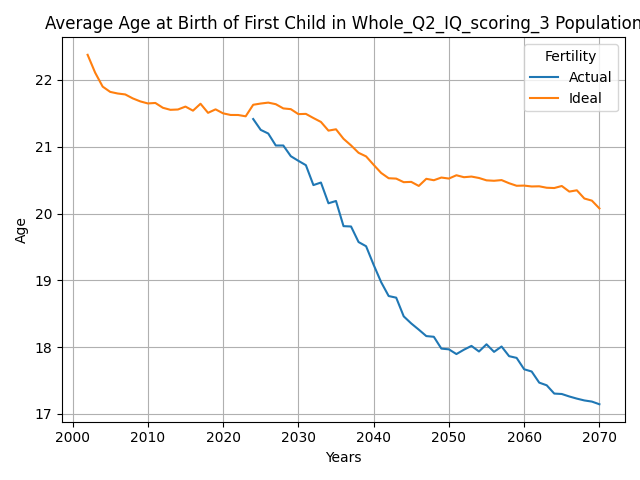 Average Age at Birth of First Child in Whole_Q2_IQ_scoring_3 Population
Fertility
Actual
Ideal
22
21
20
19
18
17
Age
2000 2010 2020 2030 2040 2050 2060 2070
Years